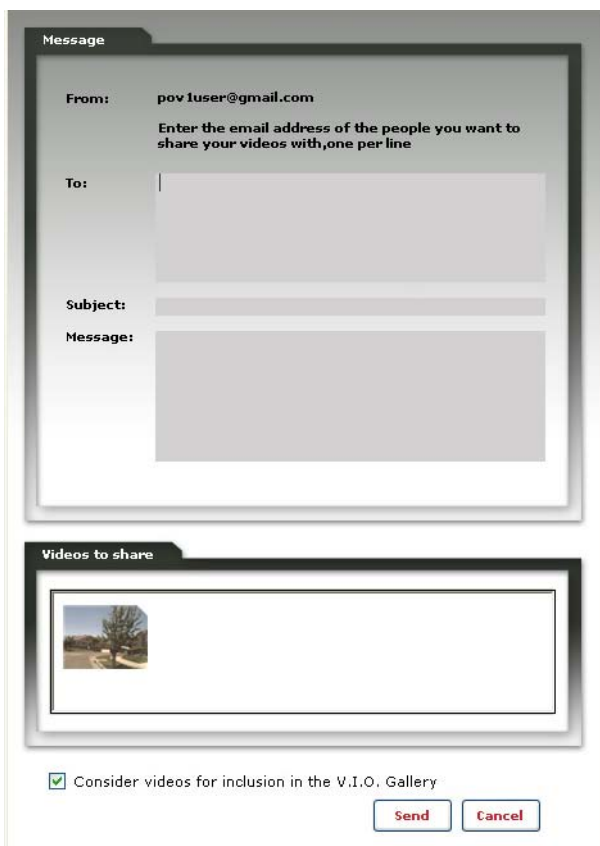 Message
From: pov1user@gmail.com
Enter the email address of the people you want to
share your videos with,one per line
To:
Subject:
Message:
Videos to share
Consider videos for inclusion in the V.I.O. Gallery
Send Cancel